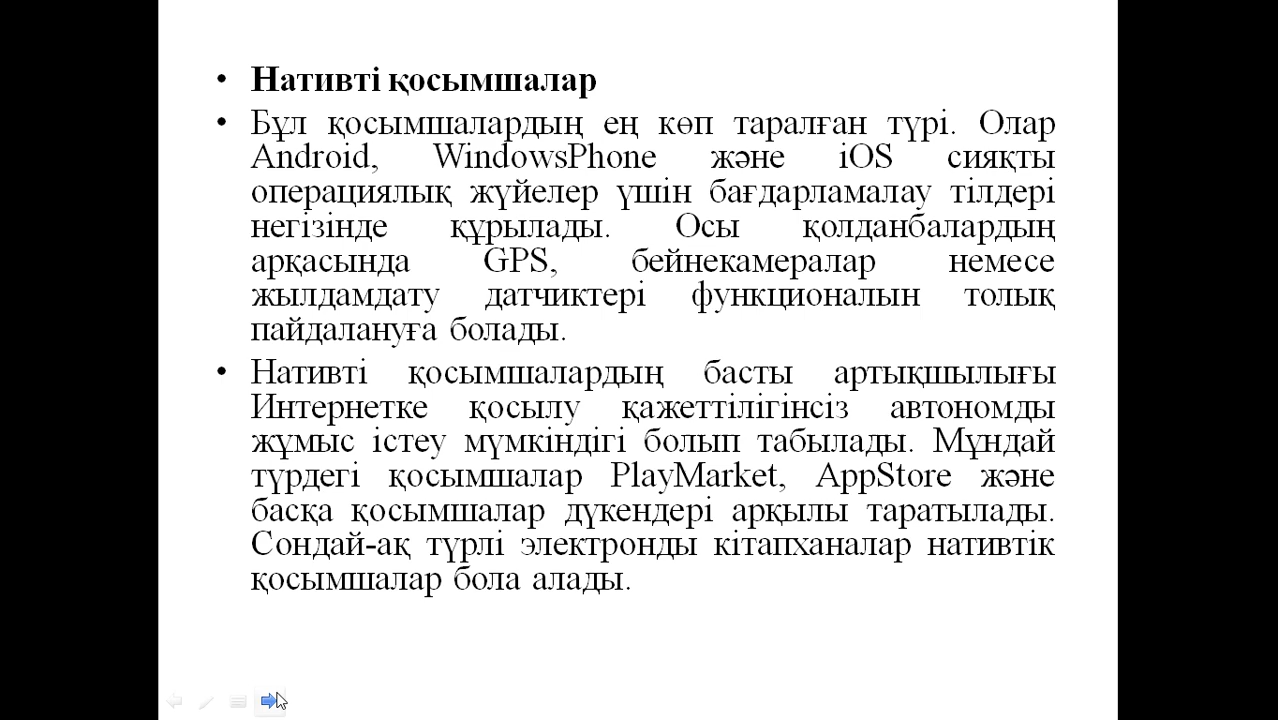 • Нативті қосымшалар
• Бұл қосымшалардың ең көп таралған түрі. Олар
Android, WindowsPhone және iOS сияқты
операциялық жүйелер үшін бағдарламалау тілдері
негізінде құрылады. Осы қолданбалардың
арқасында GPS, бейнекамералар немесе
жылдамдату датчиктері функционалын толық
пайдалануға болады.
• Нативті қосымшалардың басты артықшылығы
Интернетке қосылу қажеттілігінсіз автономды
жұмыс істеу мүмкіндігі болып табылады. Мұндай
түрдегі қосымшалар PlayMarket, AppStore және
басқа қосымшалар дүкендері арқылы таратылады.
Сондай-ақ түрлі электронды кітапханалар нативтік
қосымшалар бола алады.